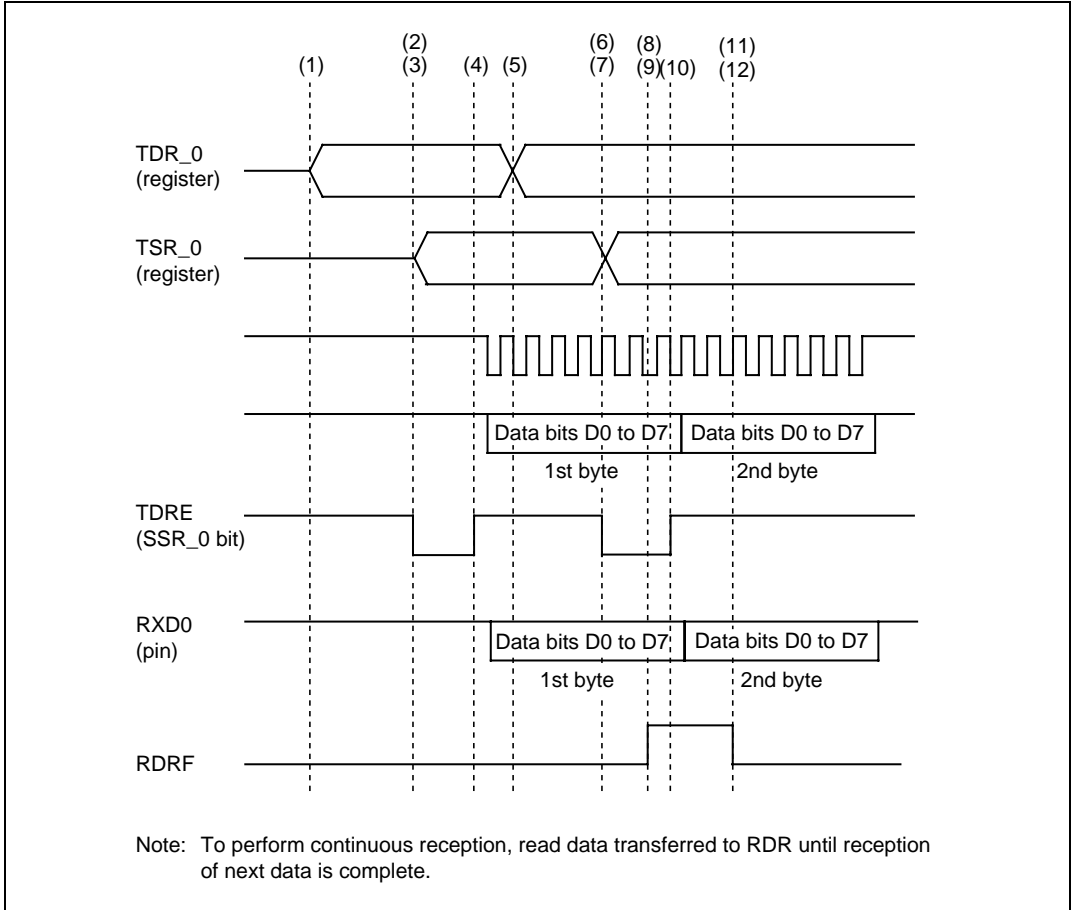 (2) (6) (8) (11)
(1) (3) (4) (5) (7) (9) (10) (12)
TDR_0
(register)
TSR_0
(register)
Data bits D0 to D7 Data bits D0 to D7
1st byte 2nd byte
TDRE
(SSR_0 bit)
RXD0
(pin)
Data bits D0 to D7 Data bits D0 to D7
1st byte 2nd byte
RDRF
Note: To perform continuous reception, read data transferred to RDR until reception
of next data is complete.